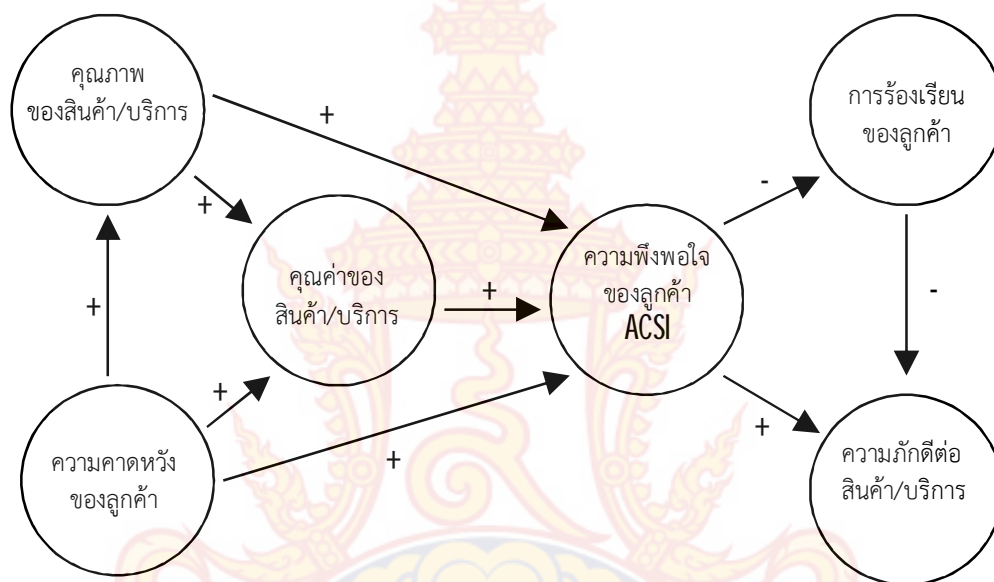 คุณภาพ
ของสินค้า/บริการ
+
การร้องเรียน
ของลูกค้า
-
+
คุณค่าของ
สินค้า/บริการ
+
ความพึงพอใจ
ของลูกค้า
ACSI
+
-
+
+
+
ความคาดหวัง
ของลูกค้า
ความภักดีต่อ
สินค้า/บริการ